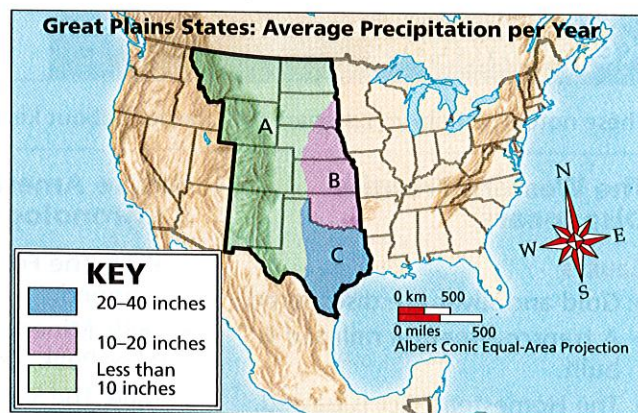 Great Plains States: Average Precipitation per Year
A
B
C
N
W E
S
KEY
20–40 inches
10–20 inches
Less than
10 inches
0 km 500
0 miles 500
Albers Conic Equal-Area Projection